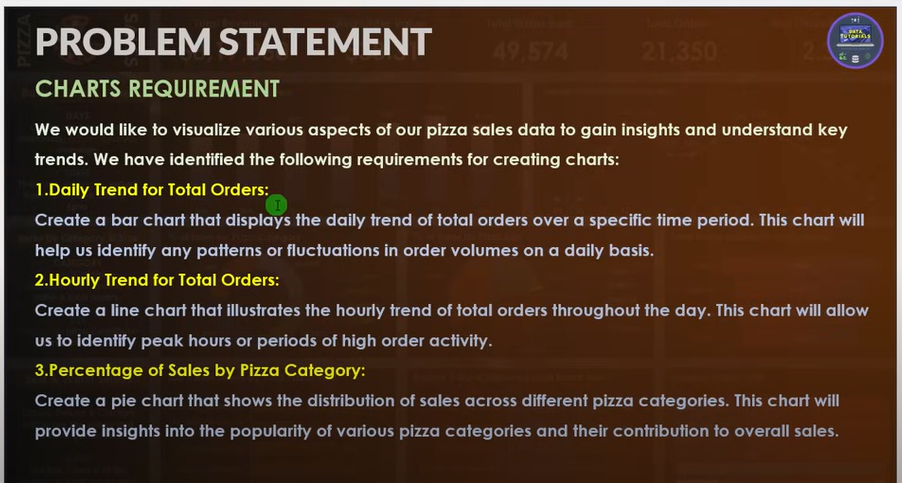 PROBLEM STATEMENT
49,574
21,350
DATA
TUTORIALS
CHARTS REQUIREMENT
We would like to visualize various aspects of our pizza sales data to gain insights and understand key
trends. We have identified the following requirements for creating charts:
1.Daily Trend for Total Orders:
Create a bar chart that displays the daily trend of total orders over a specific time period. This chart will
help us identify any patterns or fluctuations in order volumes on a daily basis.
2.Hourly Trend for Total Orders:
Create a line chart that illustrates the hourly trend of total orders throughout the day. This chart will allow
us to identify peak hours or periods of high order activity.
3.Percentage of Sales by Pizza Category:
Create a pie chart that shows the distribution of sales across different pizza categories. This chart will
provide insights into the popularity of various pizza categories and their contribution to overall sales.